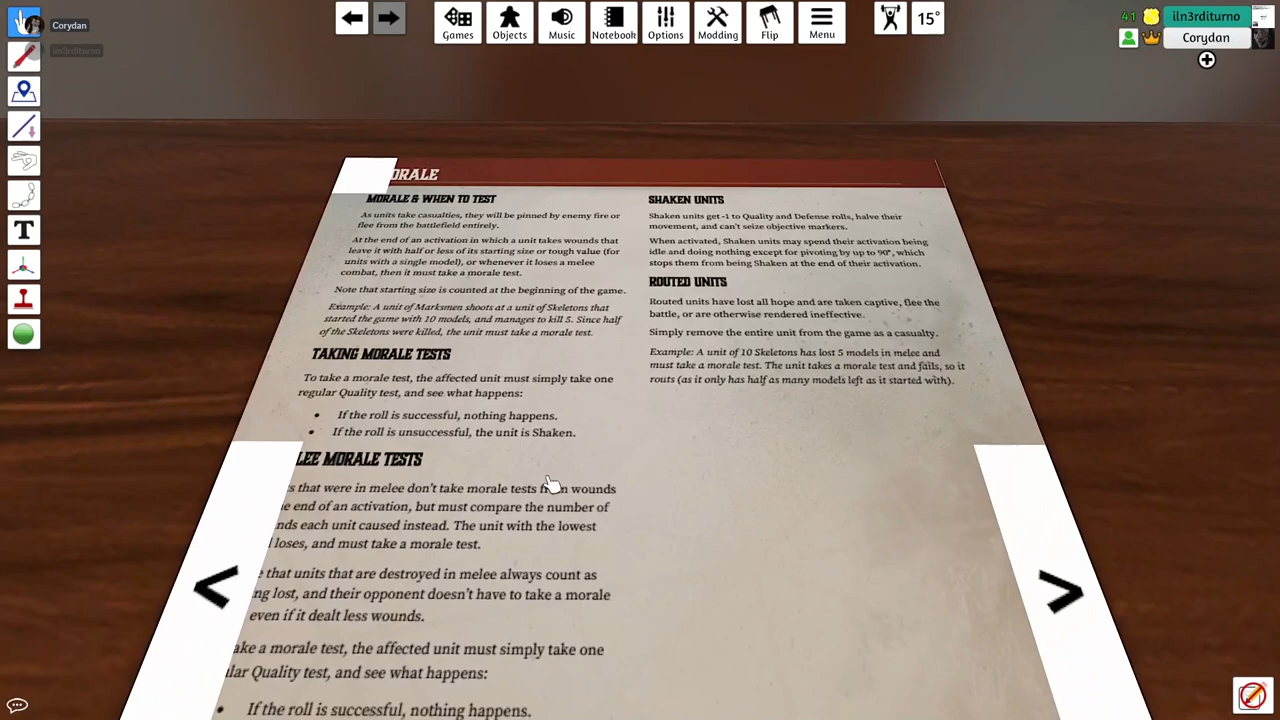 Corydan
iln3rditurno
Games
Objects
Music
Notebook
Options
Modding
Flip
Menu
15°
41
iln3rditurno
Corydan
ORALE
MORALE & WHEN TO TEST
As units take casualties, they will be pinned by enemy fire or
flee from the battlefield entirely.
At the end of an activation in which a unit takes wounds that
leave it with half or less of its starting size or tough value (for
units with a single model), or whenever it loses a melee
combat, then it must take a morale test.
Note that starting size is counted at the beginning of the game.
Example: A unit of Marksmen shoots at a unit of Skeletons that
started the game with 10 models, and manages to kill 5. Since half
of the Skeletons were killed, the unit must take a morale test.
TAKING MORALE TESTS
To take a morale test, the affected unit must simply take one
regular Quality test, and see what happens:
• If the roll is successful, nothing happens.
• If the roll is unsuccessful, the unit is Shaken.
LEE MORALE TESTS
s that were in melee don't take morale tests from wounds
e end of an activation, but must compare the number of
nds each unit caused instead. The unit with the lowest
loses, and must take a morale test.
e that units that are destroyed in melee always count as
ng lost, and their opponent doesn't have to take a morale
even if it dealt less wounds.
ake a morale test, the affected unit must simply take one
lar Quality test, and see what happens:
• If the roll is successful, nothing happens.
SHAKEN UNITS
Shaken units get -1 to Quality and Defense rolls, halve their
movement, and can't seize objective markers.
When activated, Shaken units may spend their activation being
idle and doing nothing except for pivoting by up to 90°, which
stops them from being Shaken at the end of their activation.
ROUTED UNITS
Routed units have lost all hope and are taken captive, flee the
battle, or are otherwise rendered ineffective.
Simply remove the entire unit from the game as a casualty.
Example: A unit of 10 Skeletons has lost 5 models in melee and
must take a morale test. The unit takes a morale test and fails, so it
routs (as it only has half as many models left as it started with).
< >
T